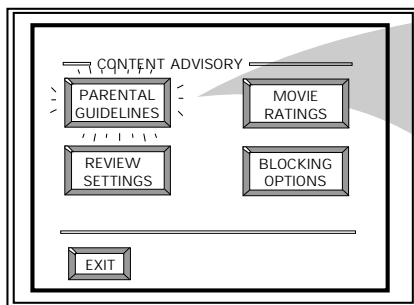 CONTENT ADVISORY
PARENTAL
GUIDELINES
MOVIE
RATINGS
REVIEW
SETTINGS
BLOCKING
OPTIONS
EXIT